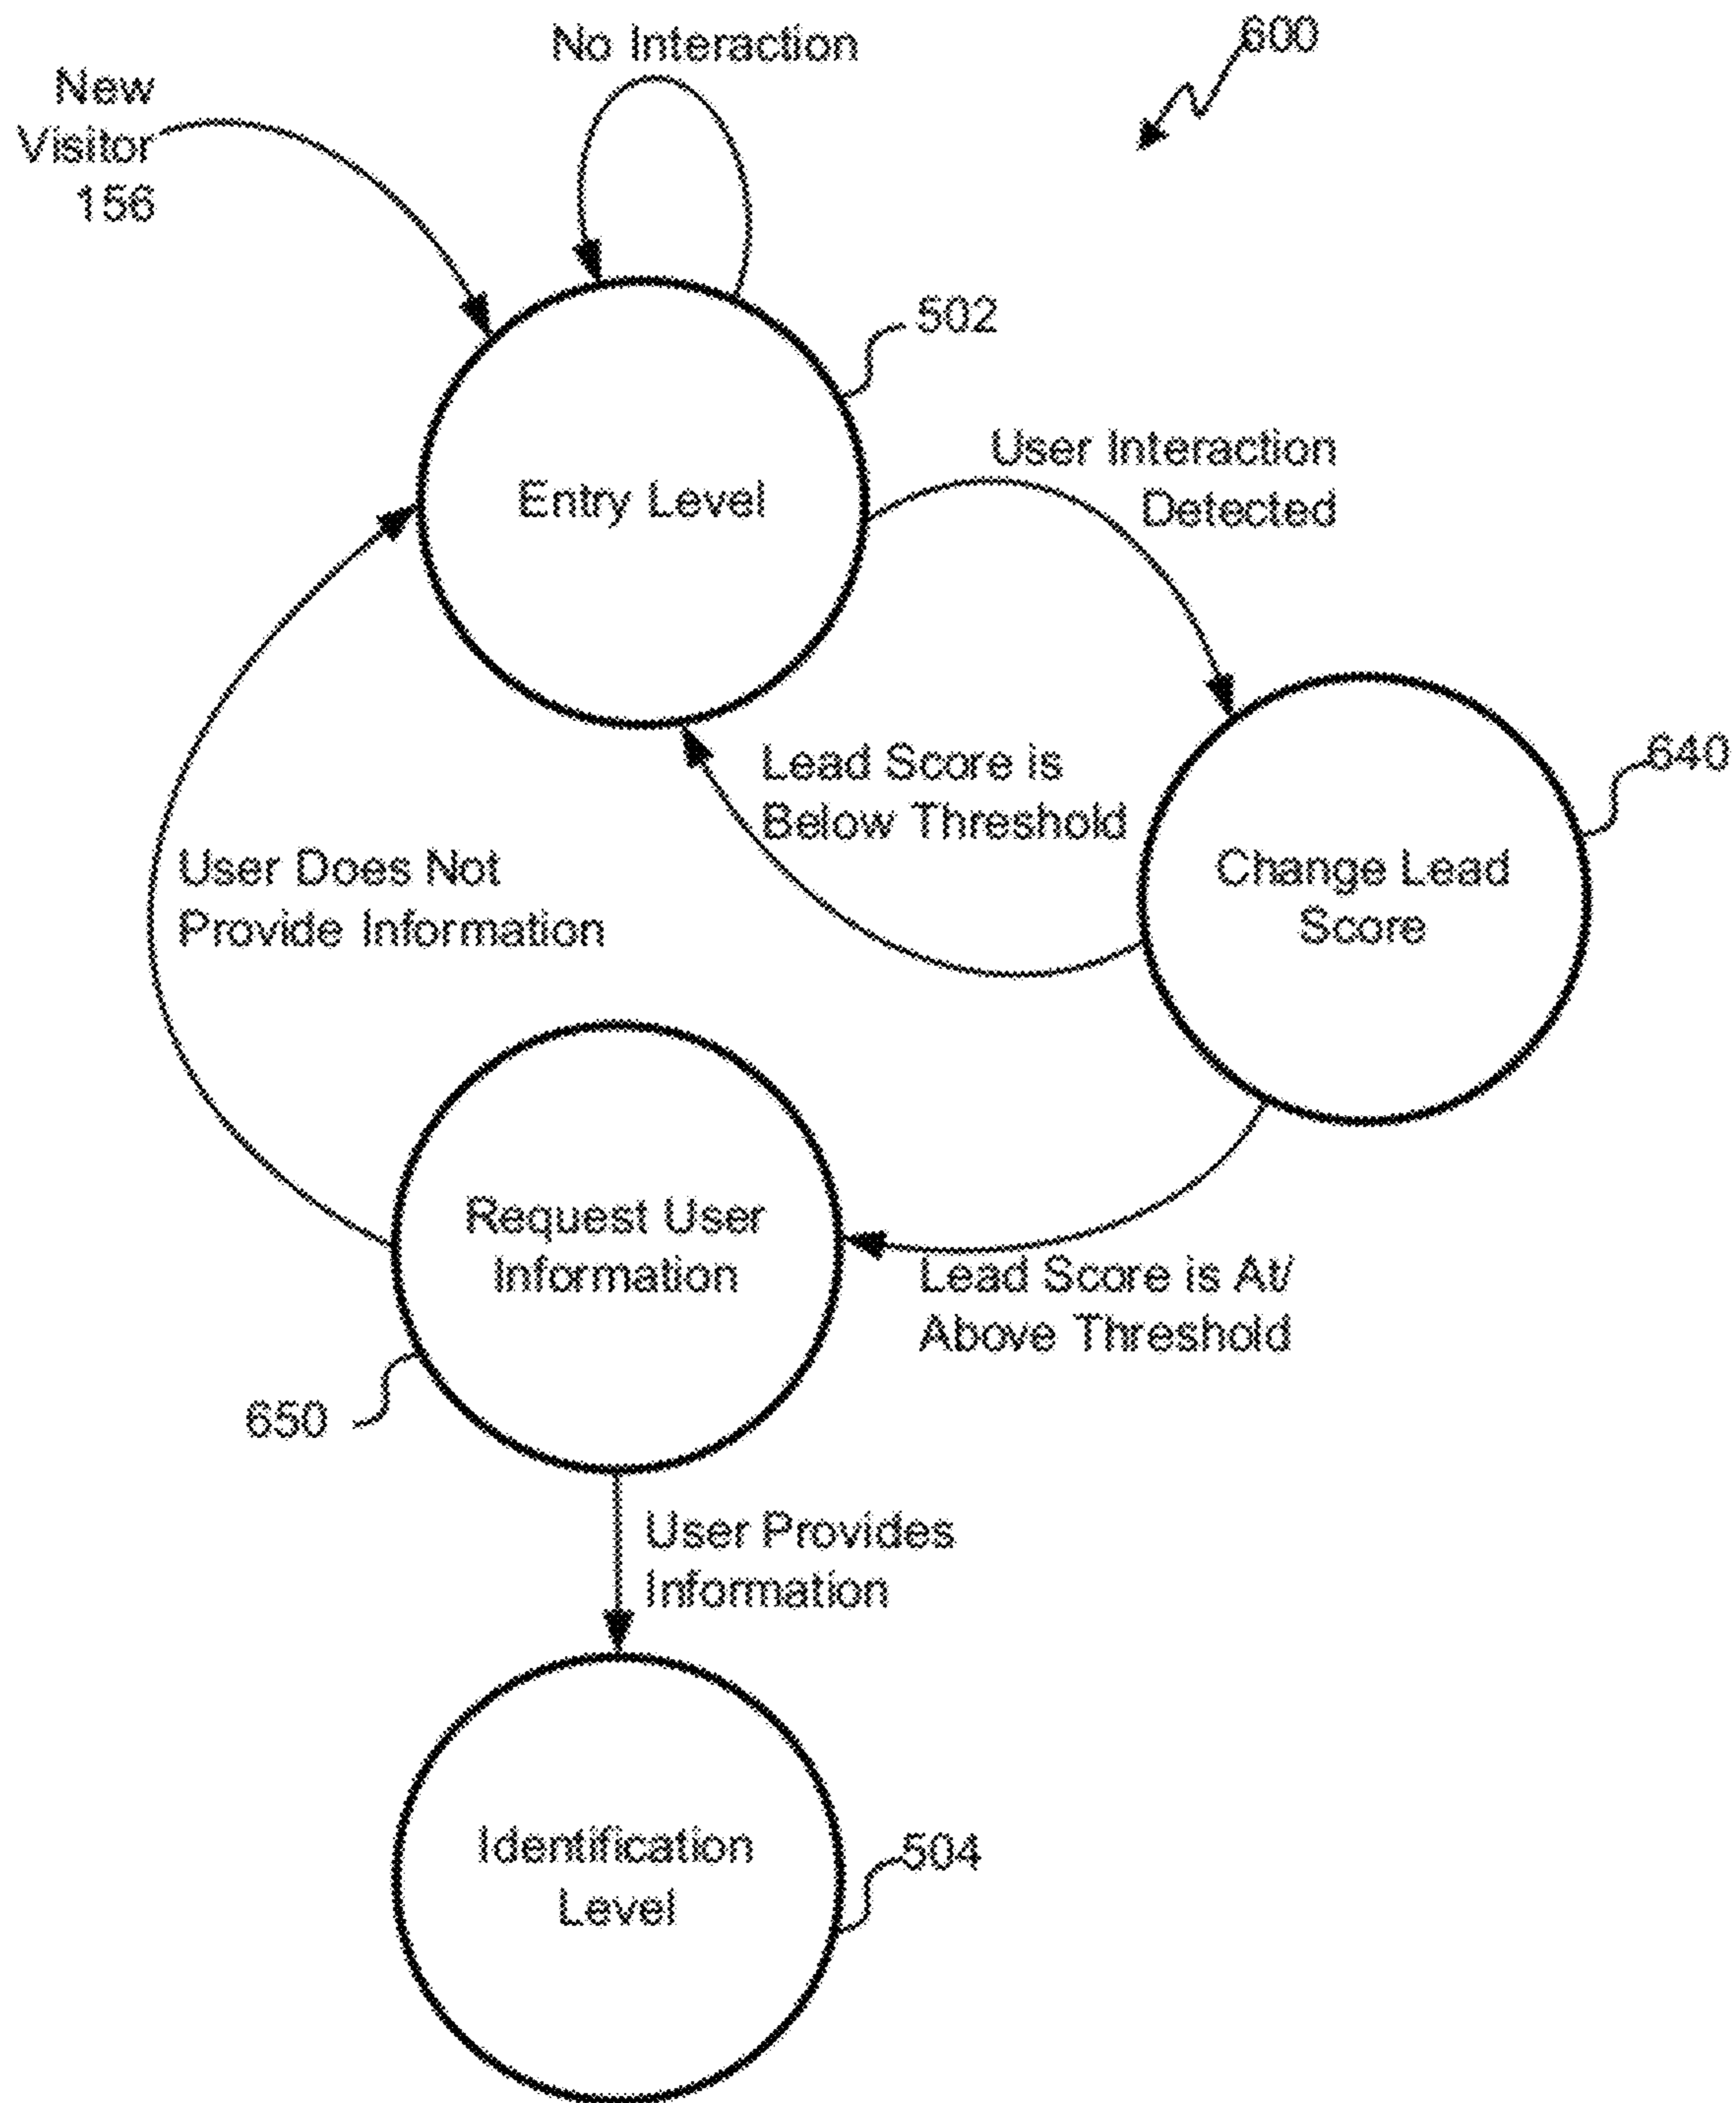 No Interaction
600
New
Visitor
156
502
User Interaction
Detected
Entry Level
Lead Score is
Below Threshold
640
User Does Not
Provide Information
Change Lead
Score
Request User
Information
Lead Score is At/
Above Threshold
650
User Provides
Information
Identification
Level
504